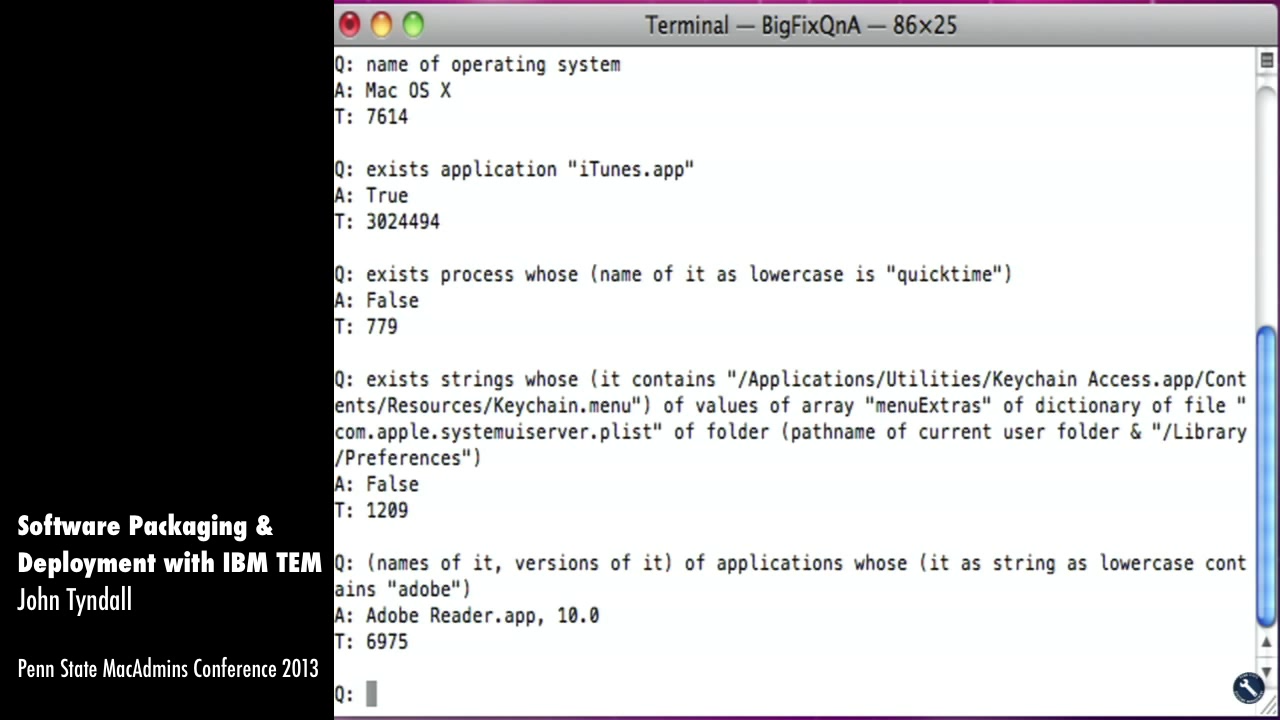 Terminal — BigFixQnA — 86×25
Q: name of operating system
A: Mac OS X
T: 7614
Q: exists application "iTunes.app"
A: True
T: 3024494
Q: exists process whose (name of it as lowercase is "quicktime")
A: False
T: 779
Q: exists strings whose (it contains "/Applications/Utilities/Keychain Access.app/Cont
ents/Resources/Keychain.menu") of values of array "menuExtras" of dictionary of file "
com.apple.systemuiserver.plist" of folder (pathname of current user folder & "/Library
/Preferences")
A: False
T: 1209
Q: (names of it, versions of it) of applications whose (it as string as lowercase cont
ains "adobe")
A: Adobe Reader.app, 10.0
T: 6975
Q:
Software Packaging &
Deployment with IBM TEM
John Tyndall
Penn State MacAdmins Conference 2013